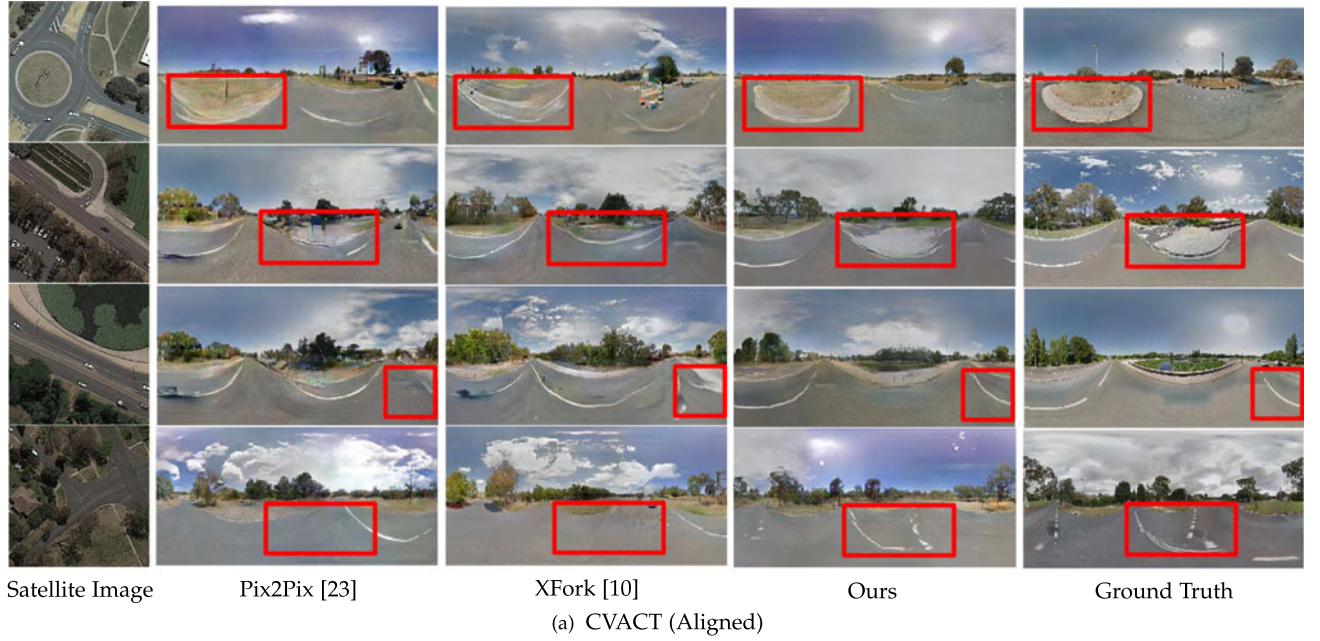 Satellite Image
Pix2Pix [23]
XFork [10]
Ours
Ground Truth
(a) CVACT (Aligned)